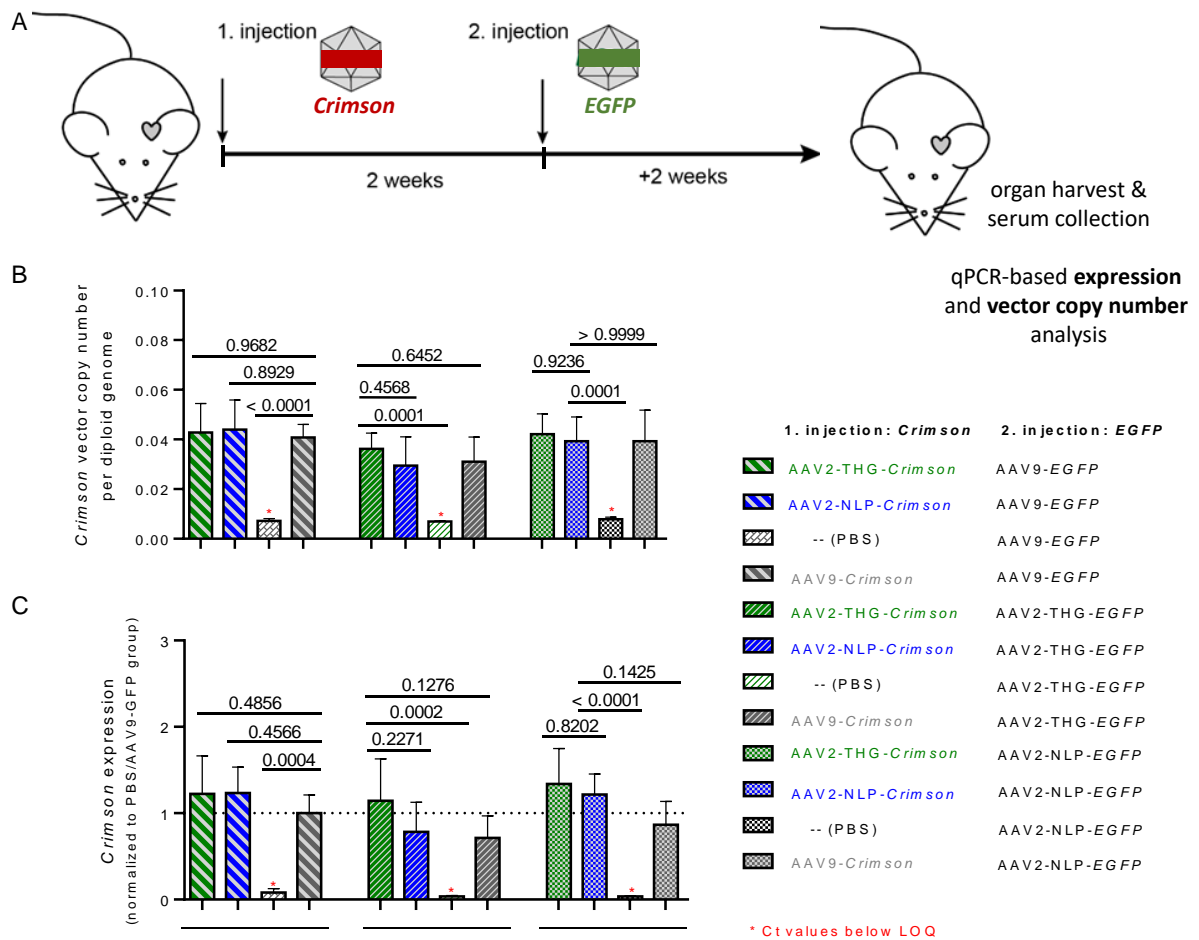 A
1. injection
Crimson
2. injection
EGFP
2 weeks
+2 weeks
organ harvest &
serum collection
qPCR-based expression
and vector copy number
analysis
B
Crimson vector copy number
per diploid genome
0.10
0.08
0.06
0.04
0.02
0.00
0.9682
0.8929
< 0.0001
*
0.6452
0.4568
0.0001
*
> 0.9999
0.9236
0.0001
*
C
Crimson expression
(normalized to PBS/AAV9-GFP group)
3
2
1
0
0.4856
0.4566
0.0004
*
0.1276
0.0002
0.2271
*
0.1425
< 0.0001
0.8202
*
1. injection: Crimson 2. injection: EGFP
AAV2-THG-Crimson AAV9-EGFP
AAV2-NLP-Crimson AAV9-EGFP
-- (PBS) AAV9-EGFP
AAV9-Crimson AAV9-EGFP
AAV2-THG-Crimson AAV2-THG-EGFP
AAV2-NLP-Crimson AAV2-THG-EGFP
-- (PBS) AAV2-THG-EGFP
AAV9-Crimson AAV2-THG-EGFP
AAV2-THG-Crimson AAV2-NLP-EGFP
AAV2-NLP-Crimson AAV2-NLP-EGFP
-- (PBS) AAV2-NLP-EGFP
AAV9-Crimson AAV2-NLP-EGFP
* Ct values below LOQ